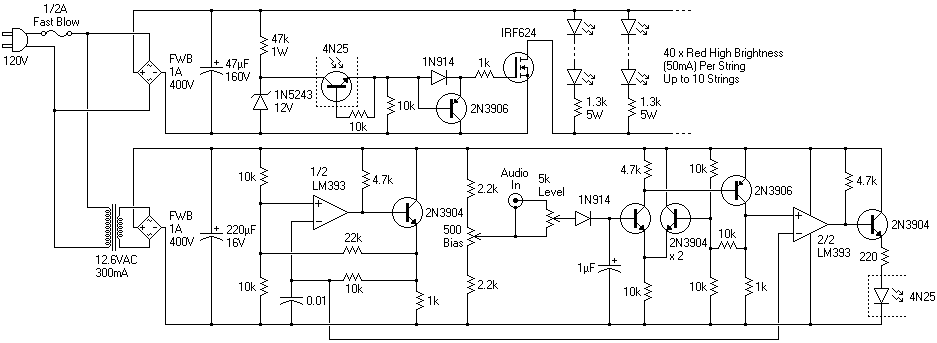 1/2A
Fast Blow
120V
FWB
1A
400V
47µF
160V
47k
1W
1N5243
12V
4N25
10k
10k
1N914
2N3906
1k
IRF624
1.3k
5W
1.3k
5W
40 x Red High Brightness
(50mA) Per String
Up to 10 Strings
12.6VAC
300mA
FWB
1A
400V
220µF
16V
10k
10k
1/2
LM393
4.7k
2N3904
22k
10k
0.01
1k
2.2k
500
Bias
2.2k
Audio
In
5k
Level
1N914
1µF
4.7k
10k
2N3904
x 2
10k
10k
10k
2N3906
1k
2/2
LM393
4.7k
2N3904
220
4N25